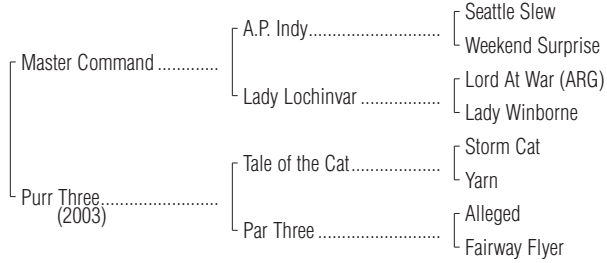 Seattle Slew
A.P. Indy
Weekend Surprise
Master Command
Lord At War (ARG)
Lady Lochinvar
Lady Winborne
Storm Cat
Tale of the Cat
Yarn
Purr Three
(2003)
Alleged
Par Three
Fairway Flyer